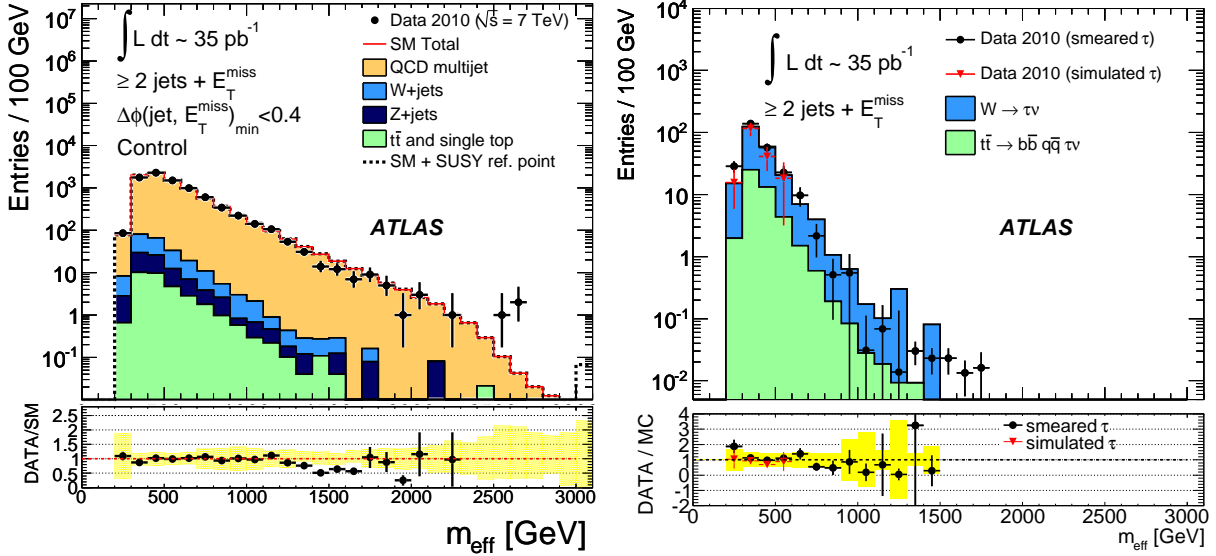 ∫ L dt ~ 35 pb⁻¹
≥ 2 jets + E_T^miss
Δϕ(jet, E_T^miss)_min<0.4
Control
Data 2010 (√s = 7 TeV)
SM Total
QCD multijet
W+jets
Z+jets
tt̄ and single top
SM + SUSY ref. point
ATLAS
Entries / 100 GeV
10⁷
10⁶
10⁵
10⁴
10³
10²
10
1
10⁻¹
DATA/SM
2.5
2
1.5
1
0.5
0
0 500 1000 1500 2000 2500 3000
m_eff [GeV]
∫ L dt ~ 35 pb⁻¹
≥ 2 jets + E_T^miss
Data 2010 (smeared τ)
Data 2010 (simulated τ)
W → τν
tt̄ → bb̄ qq̄ τν
ATLAS
Entries / 100 GeV
10⁴
10³
10²
10
1
10⁻¹
10⁻²
DATA / MC
4
3
2
1
0
-1
-2
smeared τ
simulated τ
0 500 1000 1500 2000 2500 3000
m_eff [GeV]